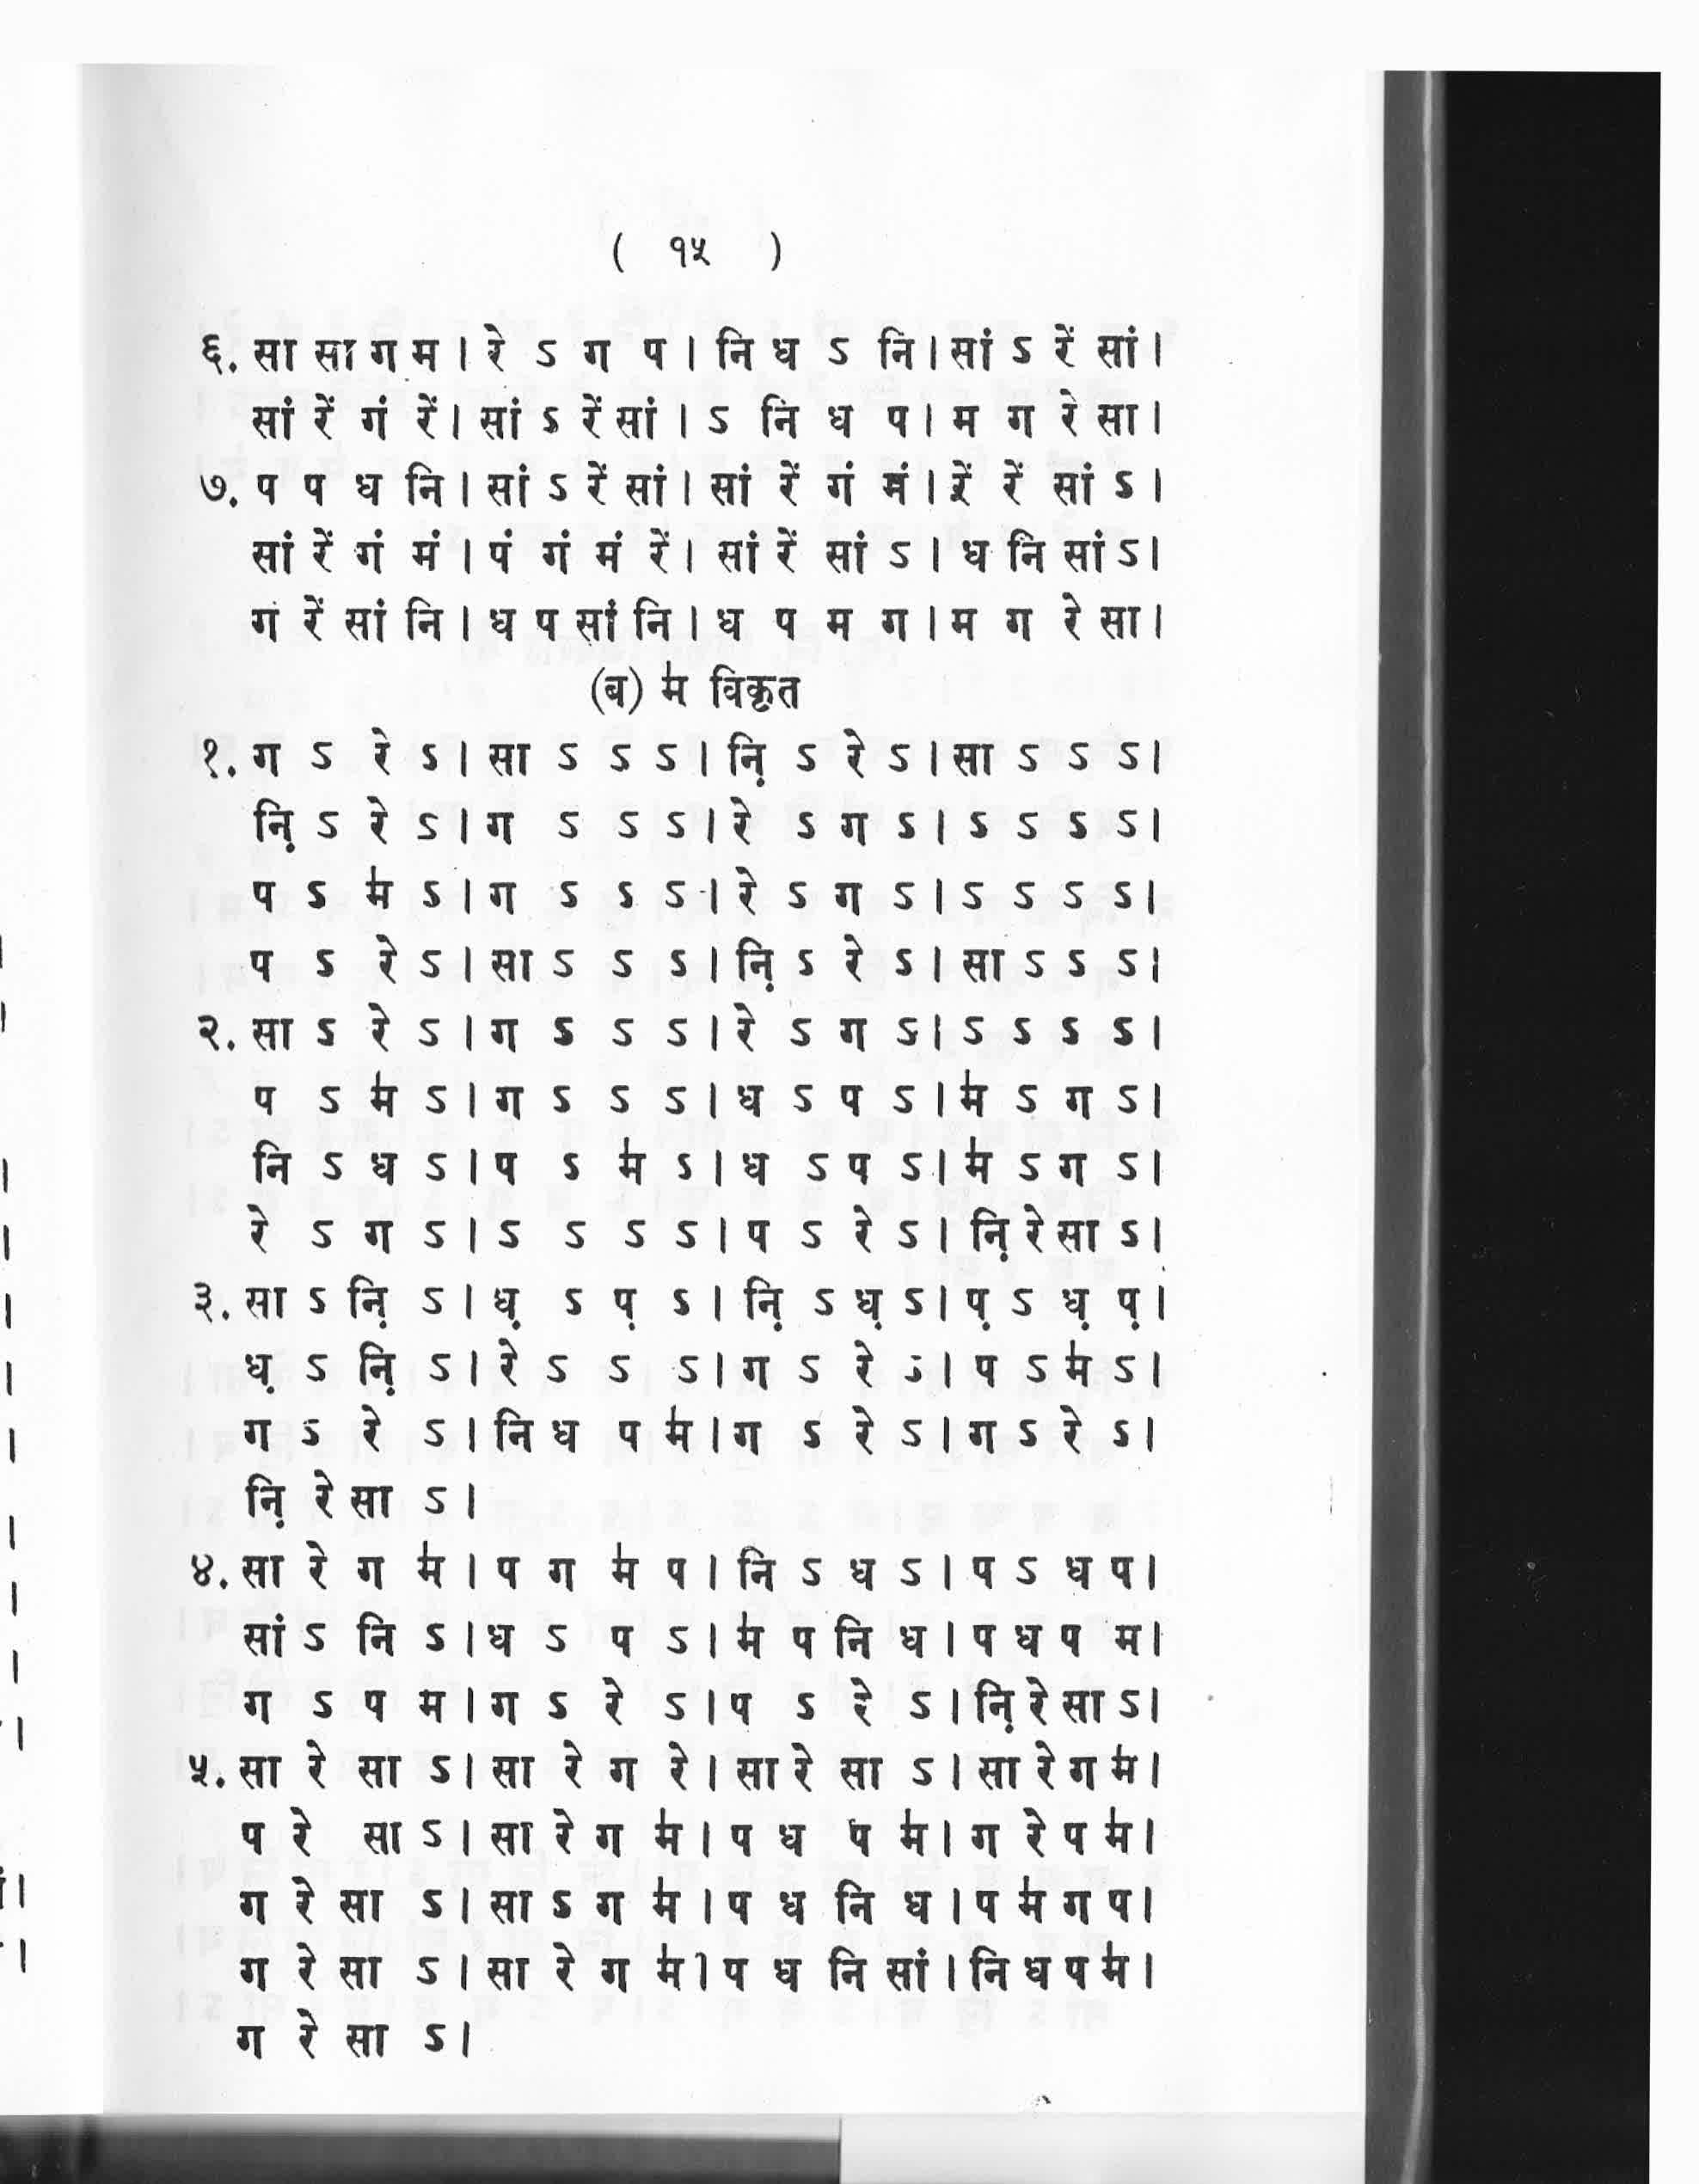 ( १५ )
६. सा सा ग म । रे ऽ ग प । नि ध ऽ नि । सां ऽ रें सां ।
सां रें गं रें । सां ऽ रें सां । ऽ नि ध प । म ग रे सा ।
७. प प ध नि । सां ऽ रें सां । सां रें गं मं । रें रें सां ऽ ।
सां रें गं मं । पं गं मं रें । सां रें सां ऽ । ध नि सां ऽ ।
गं रें सां नि । ध प सां नि । ध प म ग । म ग रे सा ।
(ब) म॑ विकृत
१. ग ऽ रे ऽ । सा ऽ ऽ ऽ । नि़ ऽ रे ऽ । सा ऽ ऽ ऽ ।
नि़ ऽ रे ऽ । ग ऽ ऽ ऽ । रे ऽ ग ऽ । ऽ ऽ ऽ ऽ ।
प ऽ म॑ ऽ । ग ऽ ऽ ऽ । रे ऽ ग ऽ । ऽ ऽ ऽ ऽ ।
प ऽ रे ऽ । सा ऽ ऽ ऽ । नि़ ऽ रे ऽ । सा ऽ ऽ ऽ ।
२. सा ऽ रे ऽ । ग ऽ ऽ ऽ । रे ऽ ग ऽ । ऽ ऽ ऽ ऽ ।
प ऽ म॑ ऽ । ग ऽ ऽ ऽ । ध ऽ प ऽ । म॑ ऽ ग ऽ ।
नि ऽ ध ऽ । प ऽ म॑ ऽ । ध ऽ प ऽ । म॑ ऽ ग ऽ ।
रे ऽ ग ऽ । ऽ ऽ ऽ ऽ । प ऽ रे ऽ । नि़ रे सा ऽ ।
३. सा ऽ नि़ ऽ । ध़ ऽ प़ ऽ । नि़ ऽ ध़ ऽ । प़ ऽ ध़ प़ ।
ध़ ऽ नि़ ऽ । रे ऽ ऽ ऽ । ग ऽ रे ऽ । प ऽ म॑ ऽ ।
ग ऽ रे ऽ । नि ध प म॑ । ग ऽ रे ऽ । ग ऽ रे ऽ ।
नि़ रे सा ऽ ।
४. सा रे ग म॑ । प ग म॑ प । नि ऽ ध ऽ । प ऽ ध प ।
सां ऽ नि ऽ । ध ऽ प ऽ । म॑ प नि ध । प ध प म ।
ग ऽ प म । ग ऽ रे ऽ । प ऽ रे ऽ । नि़ रे सा ऽ ।
५. सा रे सा ऽ । सा रे ग रे । सा रे सा ऽ । सा रे ग म॑ ।
प रे सा ऽ । सा रे ग म॑ । प ध प म॑ । ग रे प म॑ ।
ग रे सा ऽ । सा ऽ ग म॑ । प ध नि ध । प म॑ ग प ।
ग रे सा ऽ । सा रे ग म॑ । प ध नि सां । नि ध प म॑ ।
ग रे सा ऽ ।